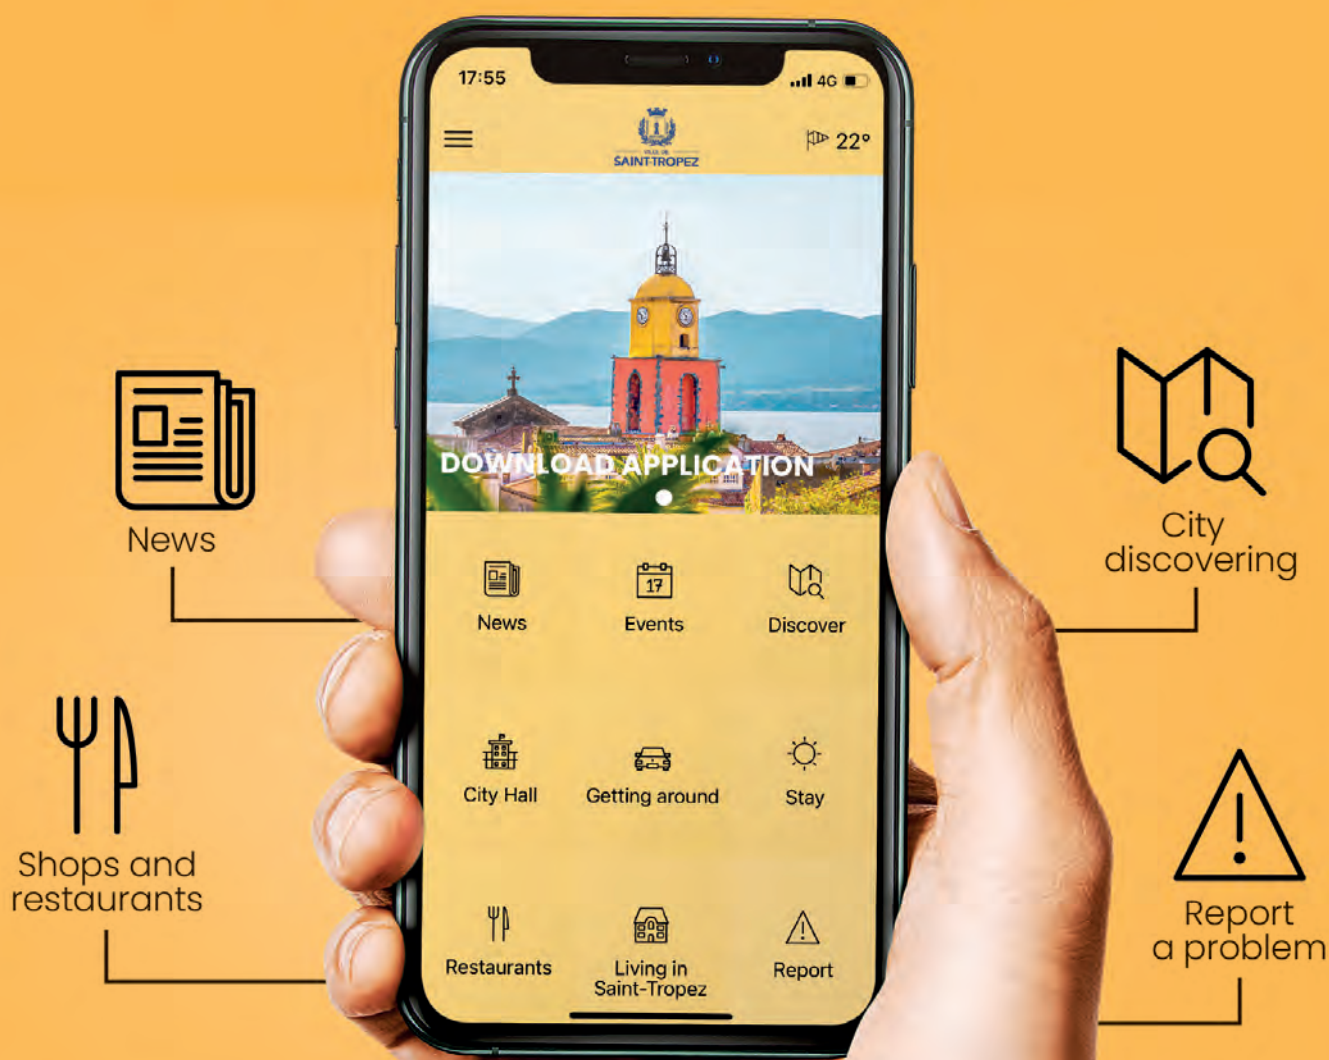 17:55
4G
VILLE DE
SAINT-TROPEZ
22°
DOWNLOAD APPLICATION
News
City
discovering
17
News
Events
Discover
City Hall
Getting around
Stay
Shops and
restaurants
Report
a problem
Restaurants
Living in
Saint-Tropez
Report